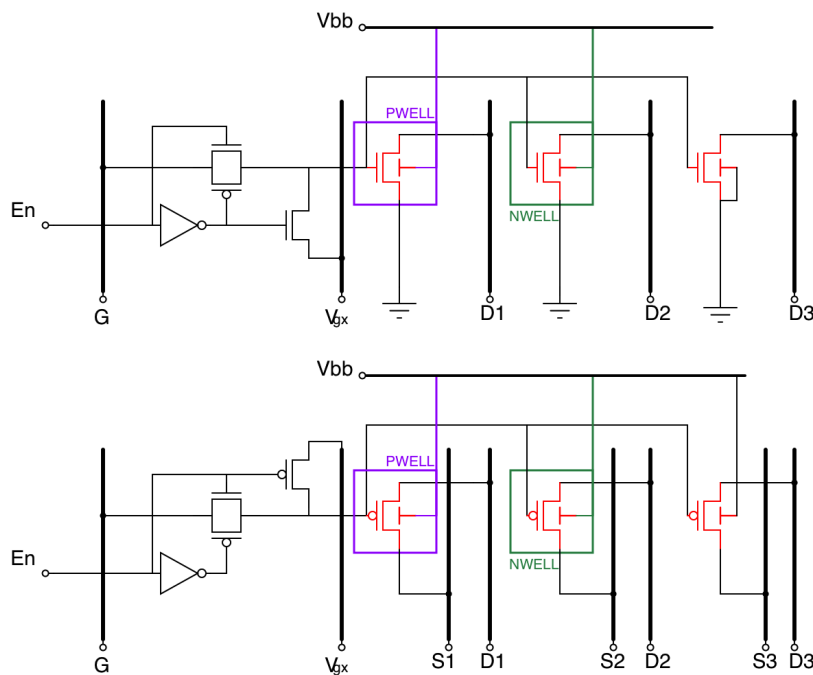 Vbb
PWELL
En
NWELL
G
Vgx
D1
D2
D3
Vbb
PWELL
En
NWELL
G
Vgx
S1
D1
S2
D2
S3
D3